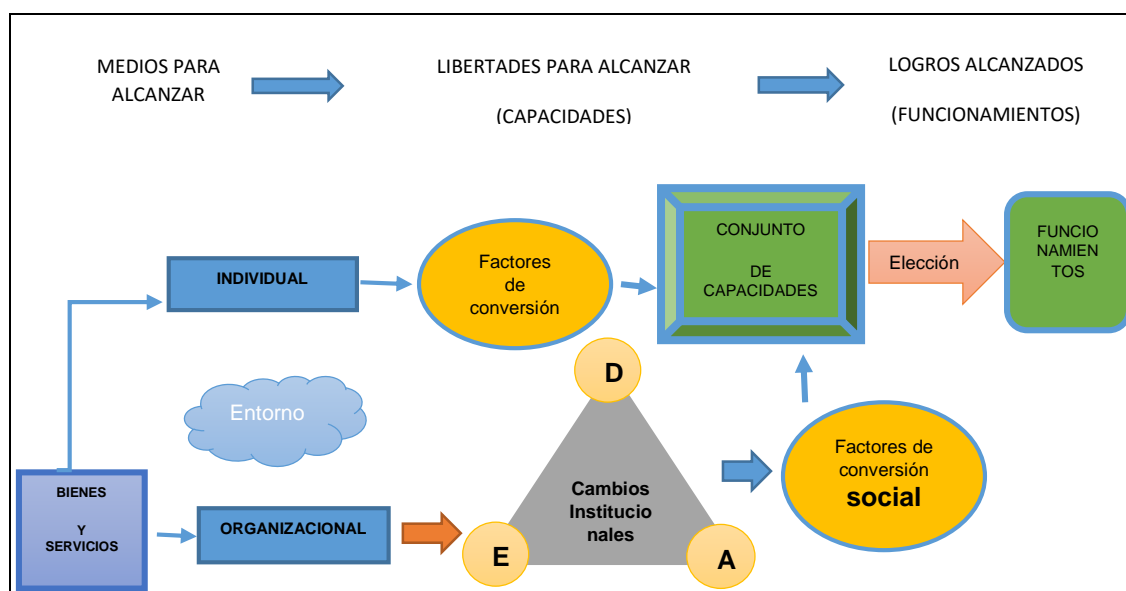 MEDIOS PARA
ALCANZAR
LIBERTADES PARA ALCANZAR
(CAPACIDADES)
LOGROS ALCANZADOS
(FUNCIONAMIENTOS)
INDIVIDUAL
Factores
de
conversión
CONJUNTO
DE
CAPACIDADES
Elección
FUNCIO
NAMIEN
TOS
Entorno
D
Factores de
conversión
social
BIENES
Y
SERVICIOS
ORGANIZACIONAL
Cambios
Institucio
nales
E
A